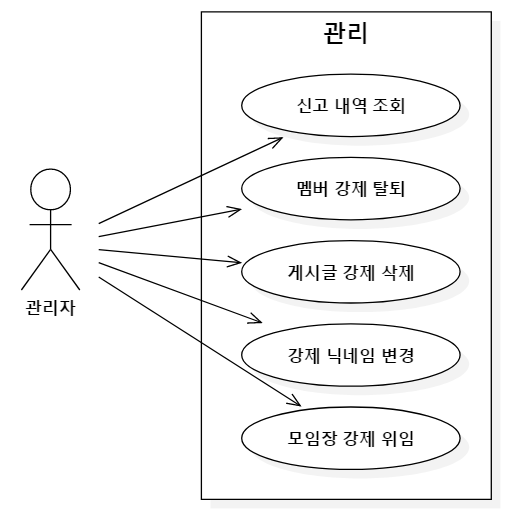 관리
신고 내역 조회
멤버 강제 탈퇴
게시글 강제 삭제
강제 닉네임 변경
모임장 강제 위임
관리자